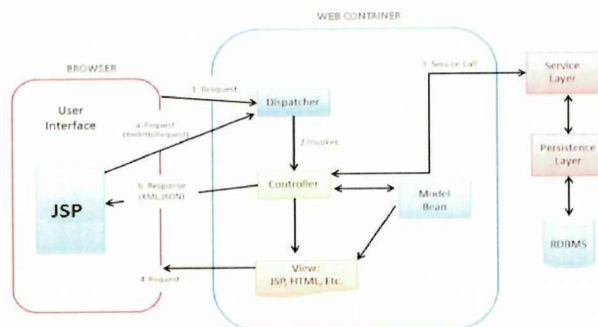 WEB CONTAINER
BROWSER
User
Interface
1. Resquest
a. Request
JSP
b. Response
(XML,JSON)
4. Request
Dispatcher
2.Invokes
Controller
Model
Bean
View:
JSP, HTML, Etc.
3. Service Call
Service
Layer
Persistence
Layer
RDBMS